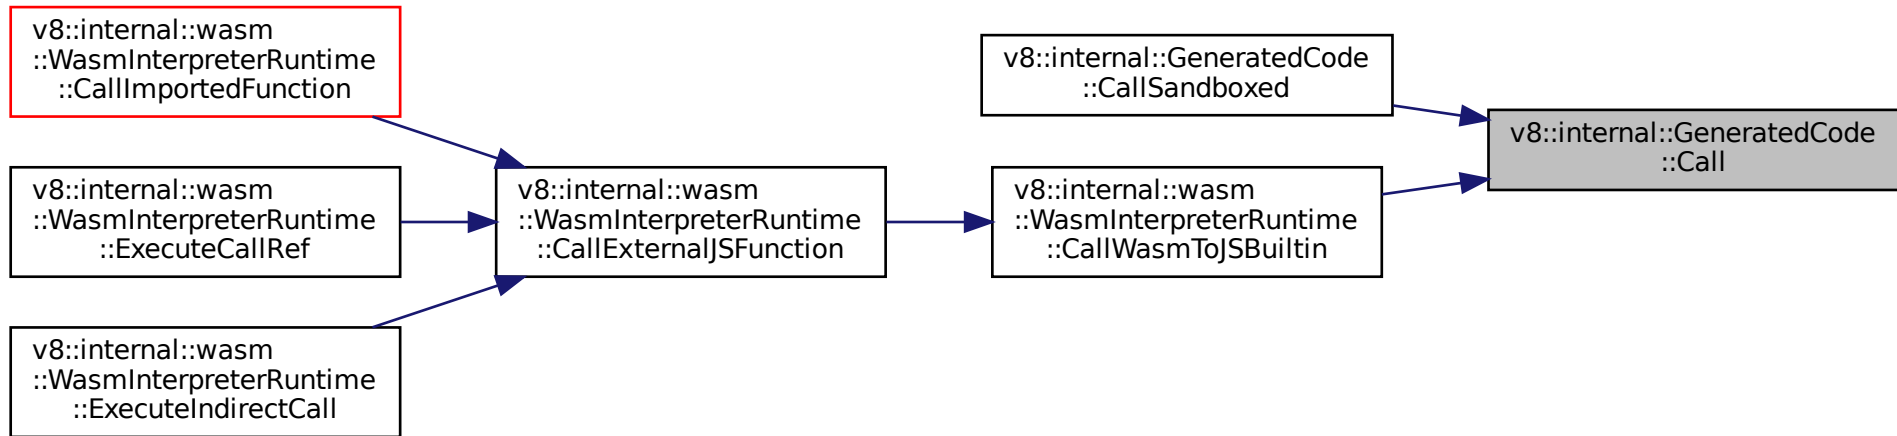 v8::internal::wasm
::WasmInterpreterRuntime
::CallImportedFunction
v8::internal::wasm
::WasmInterpreterRuntime
::ExecuteCallRef
v8::internal::wasm
::WasmInterpreterRuntime
::ExecuteIndirectCall
v8::internal::wasm
::WasmInterpreterRuntime
::CallExternalJSFunction
v8::internal::GeneratedCode
::CallSandboxed
v8::internal::wasm
::WasmInterpreterRuntime
::CallWasmToJSBuiltin
v8::internal::GeneratedCode
::Call